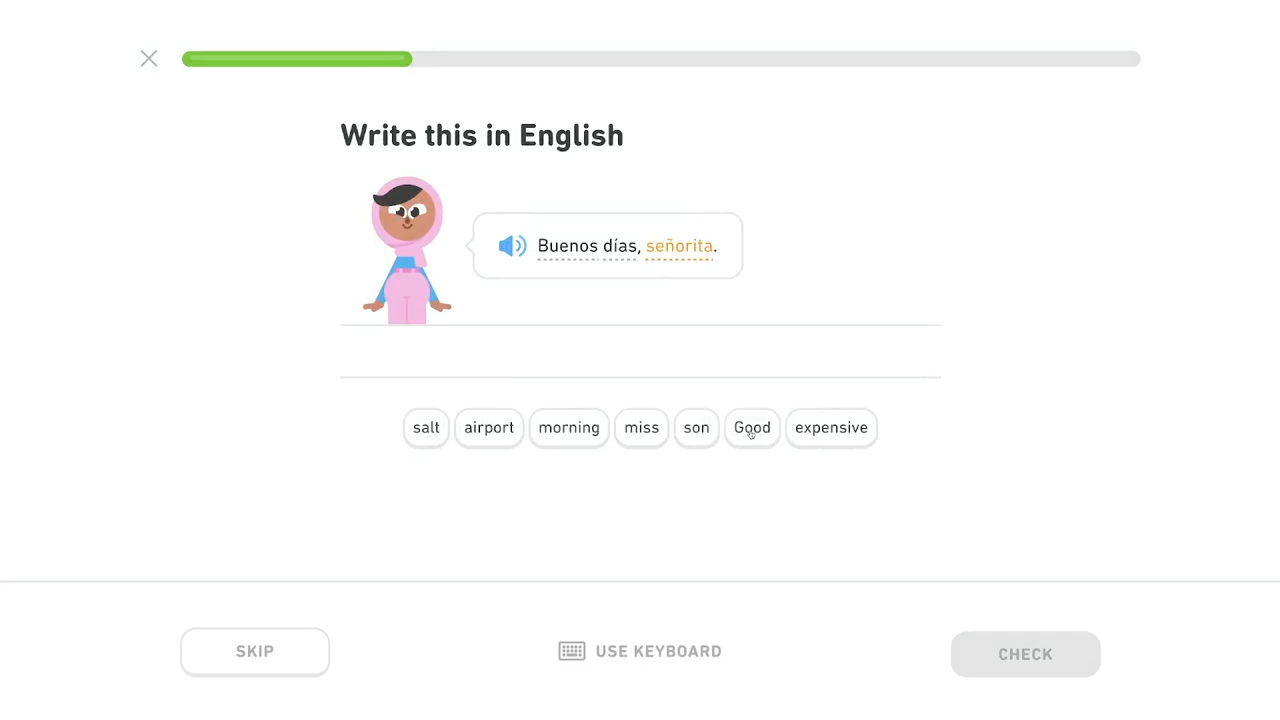 Write this in English
Buenos días, señorita.
salt airport morning miss son Good expensive
SKIP USE KEYBOARD CHECK